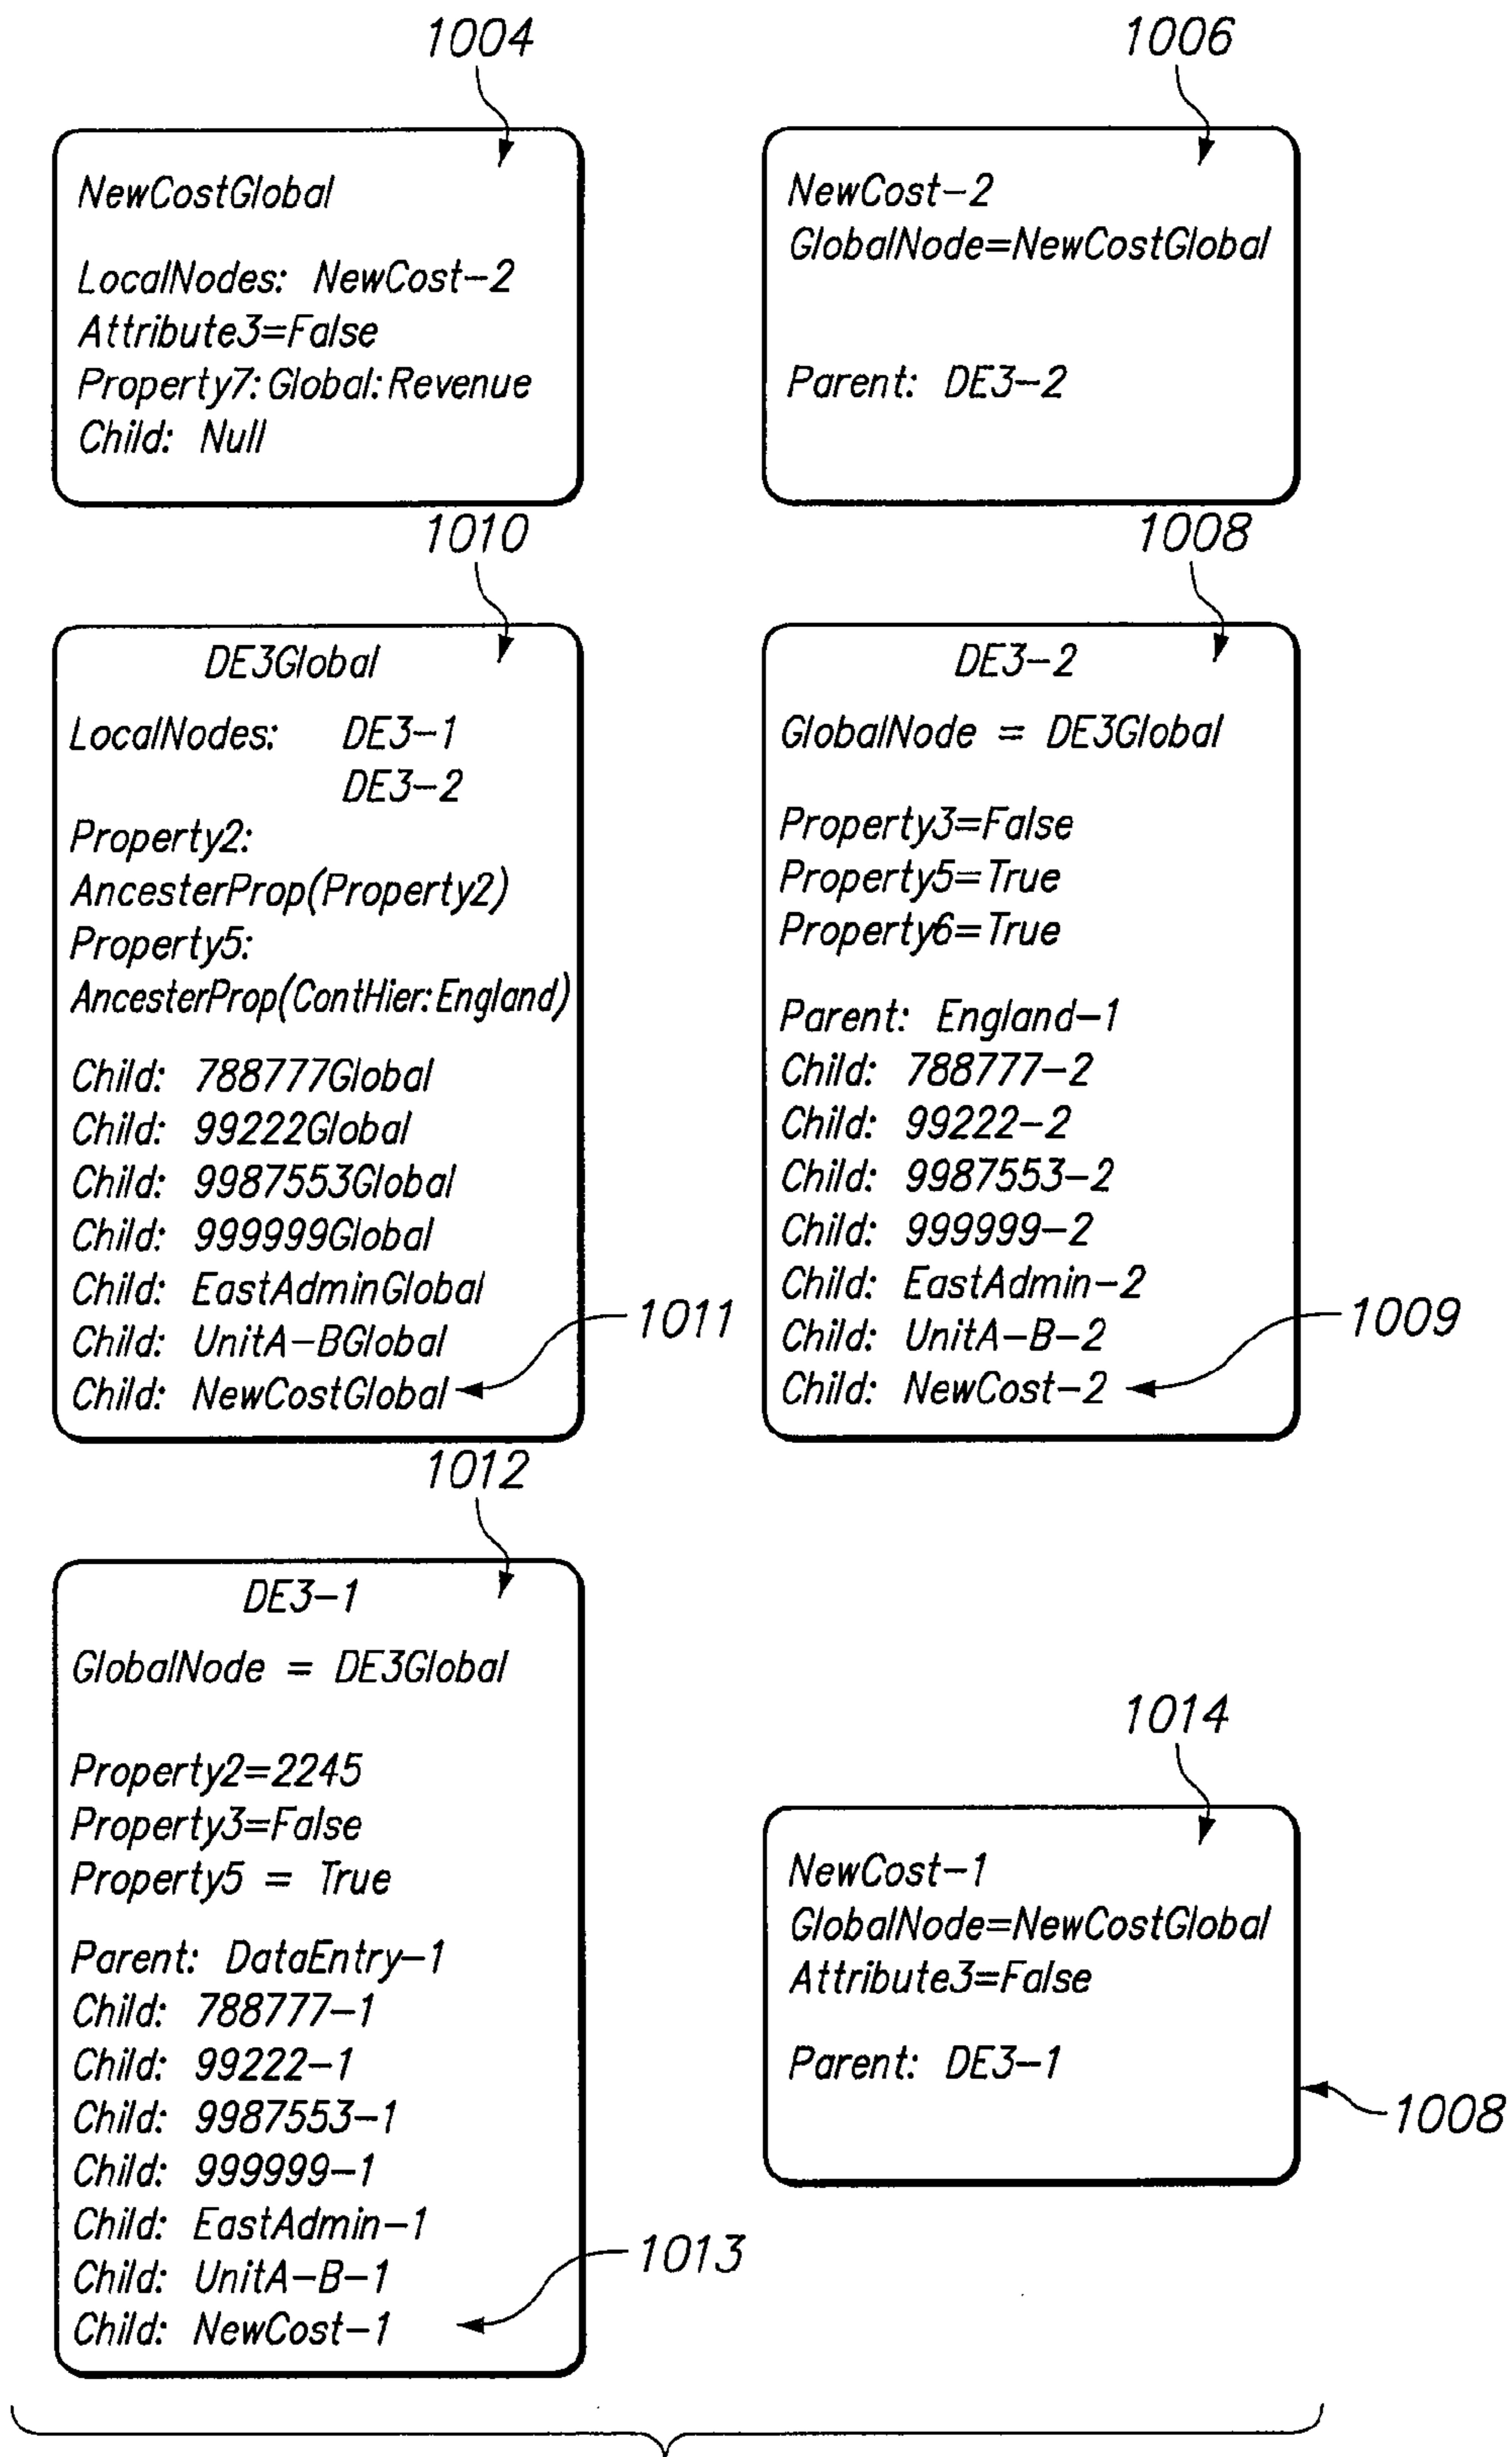 1004
NewCostGlobal
LocalNodes: NewCost-2
Attribute3=False
Property7:Global:Revenue
Child: Null
1006
NewCost-2
GlobalNode=NewCostGlobal
Parent: DE3-2
1010
DE3Global
LocalNodes: DE3-1
DE3-2
Property2:
AncesterProp(Property2)
Property5:
AncesterProp(ContHier:England)
Child: 788777Global
Child: 99222Global
Child: 9987553Global
Child: 999999Global
Child: EastAdminGlobal
Child: UnitA-BGlobal
Child: NewCostGlobal
1011
1008
DE3-2
GlobalNode = DE3Global
Property3=False
Property5=True
Property6=True
Parent: England-1
Child: 788777-2
Child: 99222-2
Child: 9987553-2
Child: 999999-2
Child: EastAdmin-2
Child: UnitA-B-2
Child: NewCost-2
1009
1012
DE3-1
GlobalNode = DE3Global
Property2=2245
Property3=False
Property5 = True
Parent: DataEntry-1
Child: 788777-1
Child: 99222-1
Child: 9987553-1
Child: 999999-1
Child: EastAdmin-1
Child: UnitA-B-1
Child: NewCost-1
1013
1014
NewCost-1
GlobalNode=NewCostGlobal
Attribute3=False
Parent: DE3-1
1008